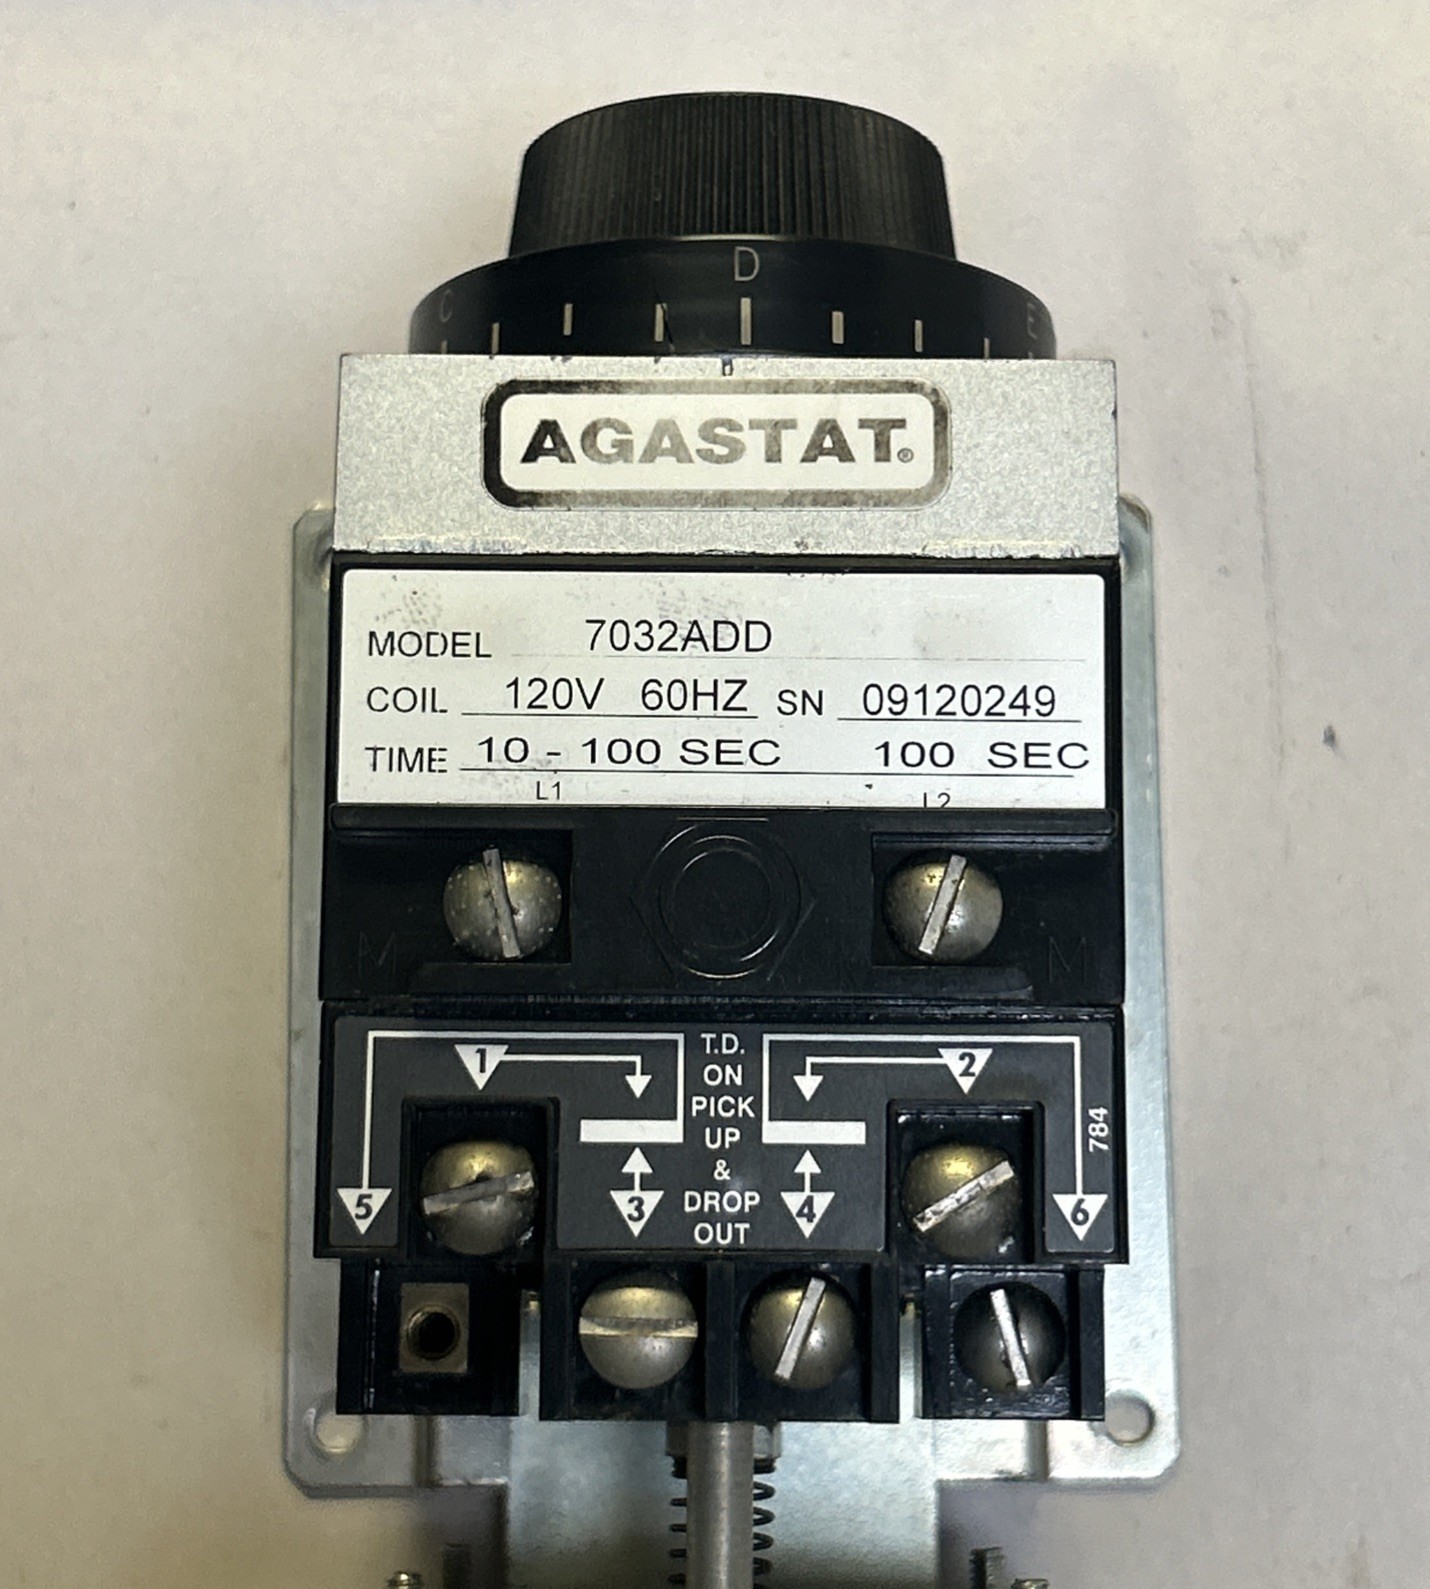 D
C
E
AGASTAT®
MODEL 7032ADD
COIL 120V 60HZ SN 09120249
TIME 10 - 100 SEC 100 SEC
L1 L2
M M
T.D.
ON
PICK
UP
&
DROP
OUT
1 2
784
5 3 4 6